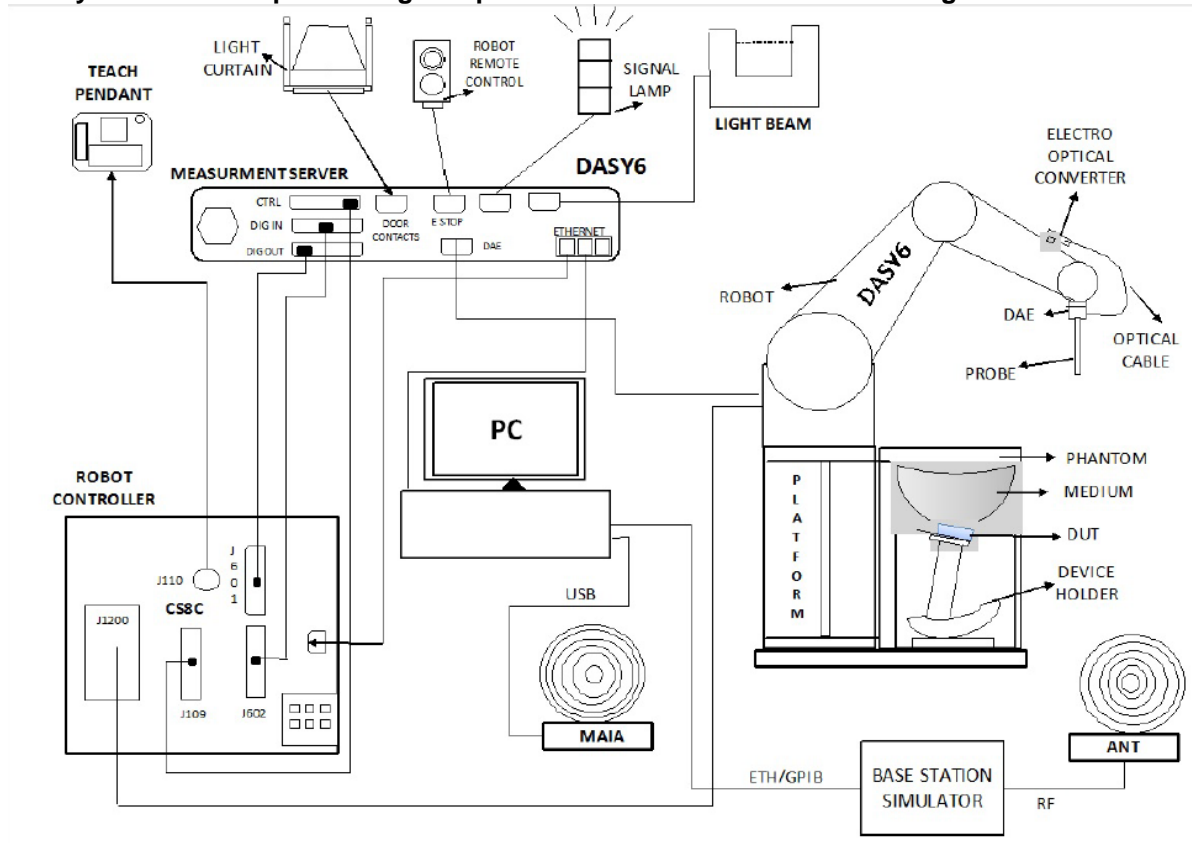 LIGHT
CURTAIN
ROBOT
REMOTE
CONTROL
SIGNAL
LAMP
LIGHT BEAM
TEACH
PENDANT
MEASURMENT SERVER
DASY6
CTRL
DIG IN
DIG OUT
DOOR
CONTACTS
E STOP
DAE
ETHERNET
ELECTRO
OPTICAL
CONVERTER
ROBOT
DASY6
DAE
OPTICAL
CABLE
PROBE
PC
ROBOT
CONTROLLER
PLATFORM
PHANTOM
MEDIUM
DUT
DEVICE
HOLDER
J110
J601
CS8C
J1200
J109
J602
USB
MAIA
ETH/GPIB
BASE STATION
SIMULATOR
RF
ANT